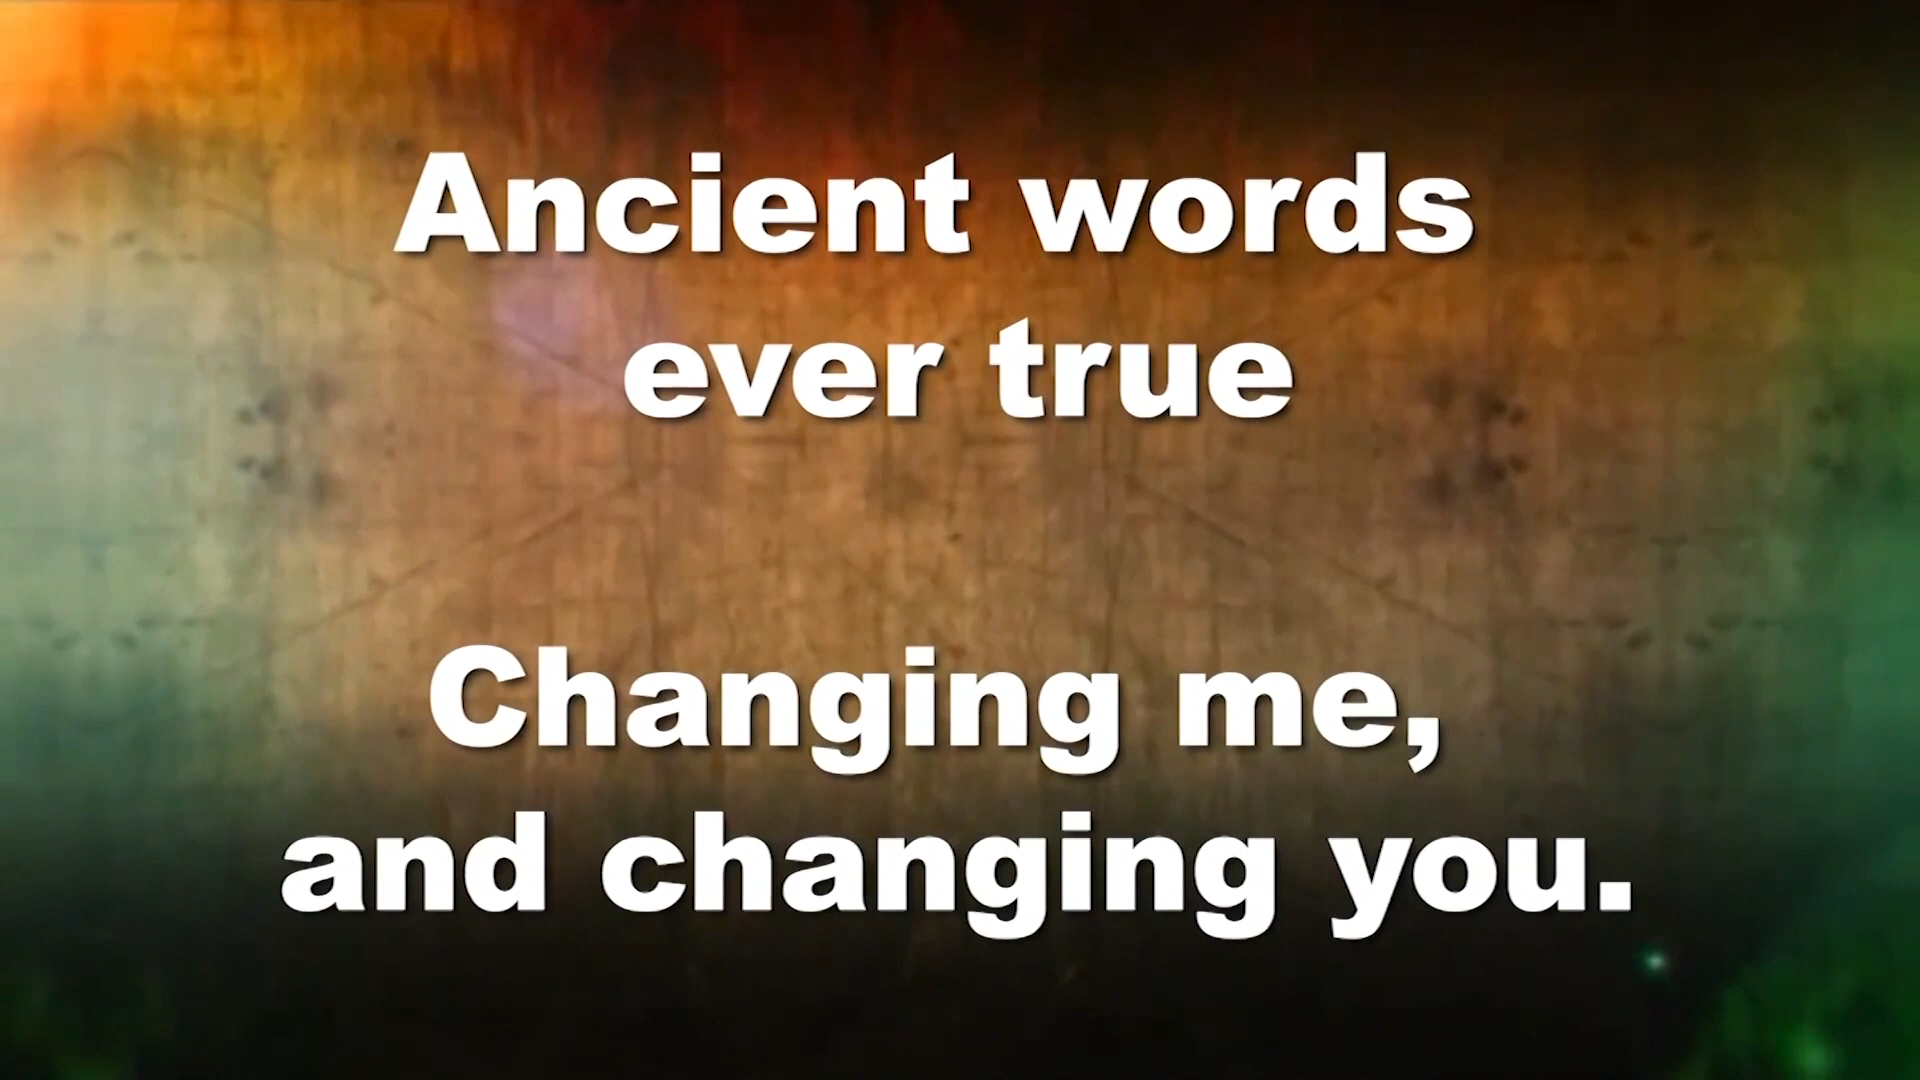 Ancient words
ever true
Changing me,
and changing you.